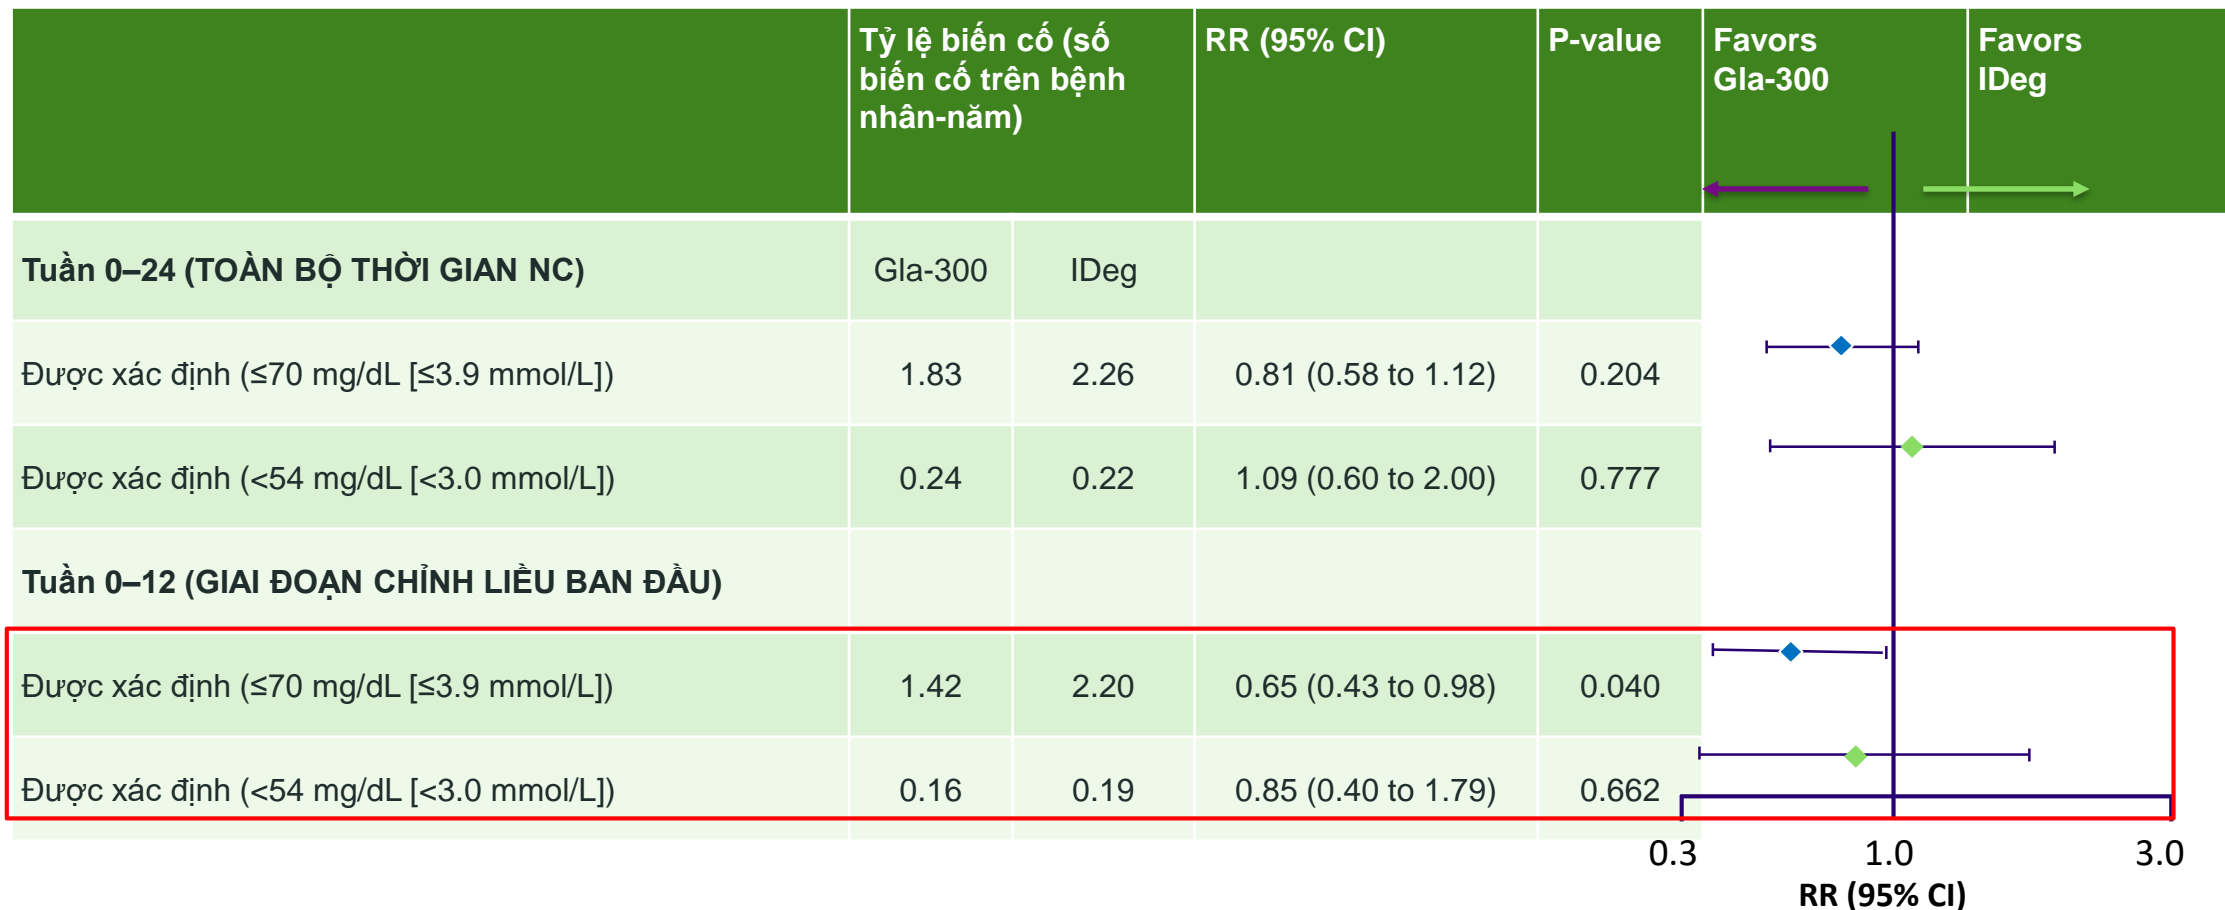 Tỷ lệ biến cố (số
biến cố trên bệnh
nhân-năm)
RR (95% CI)
P-value
Favors
Gla-300
Favors
IDeg
Tuần 0–24 (TOÀN BỘ THỜI GIAN NC)
Gla-300
IDeg
Được xác định (≤70 mg/dL [≤3.9 mmol/L])
1.83
2.26
0.81 (0.58 to 1.12)
0.204
Được xác định (<54 mg/dL [<3.0 mmol/L])
0.24
0.22
1.09 (0.60 to 2.00)
0.777
Tuần 0–12 (GIAI ĐOẠN CHỈNH LIỀU BAN ĐẦU)
Được xác định (≤70 mg/dL [≤3.9 mmol/L])
1.42
2.20
0.65 (0.43 to 0.98)
0.040
Được xác định (<54 mg/dL [<3.0 mmol/L])
0.16
0.19
0.85 (0.40 to 1.79)
0.662
0.3
1.0
3.0
RR (95% CI)